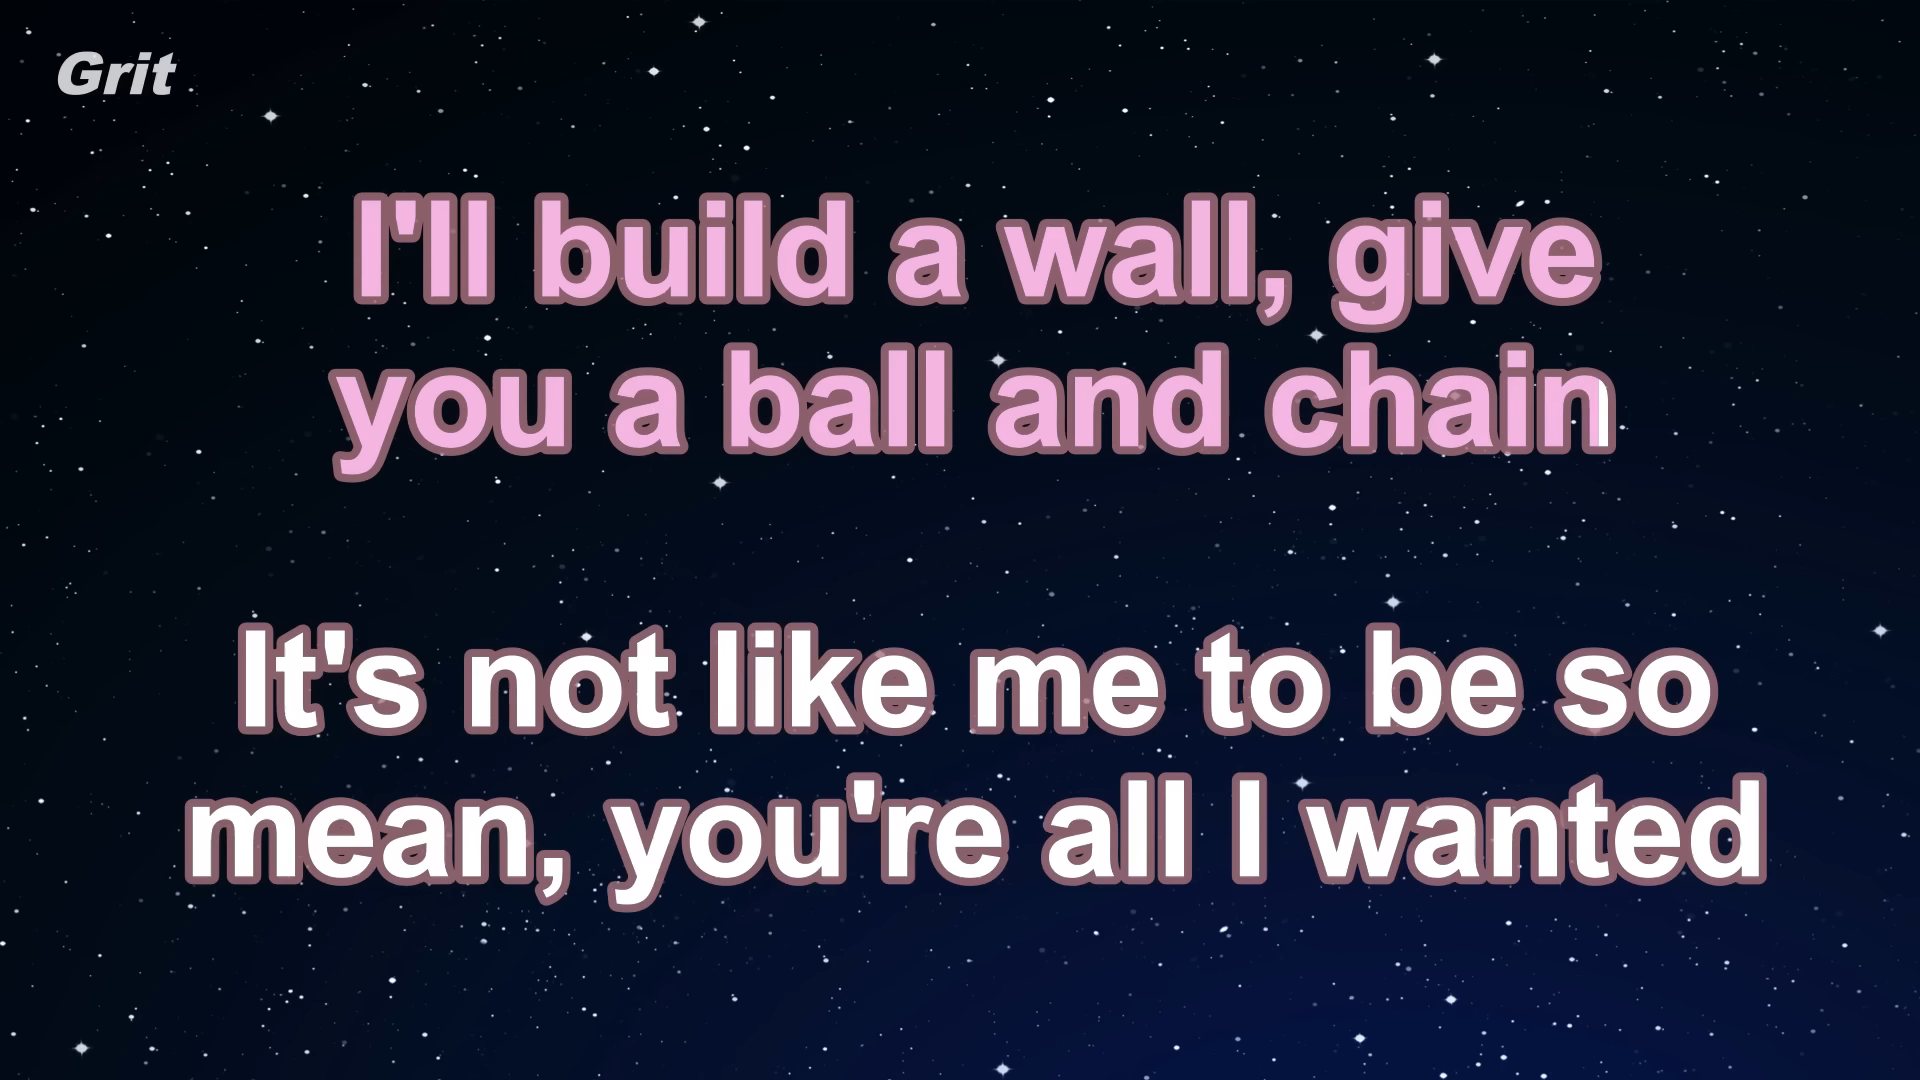 Grit
I'll build a wall, give
you a ball and chain
It's not like me to be so
mean, you're all I wanted